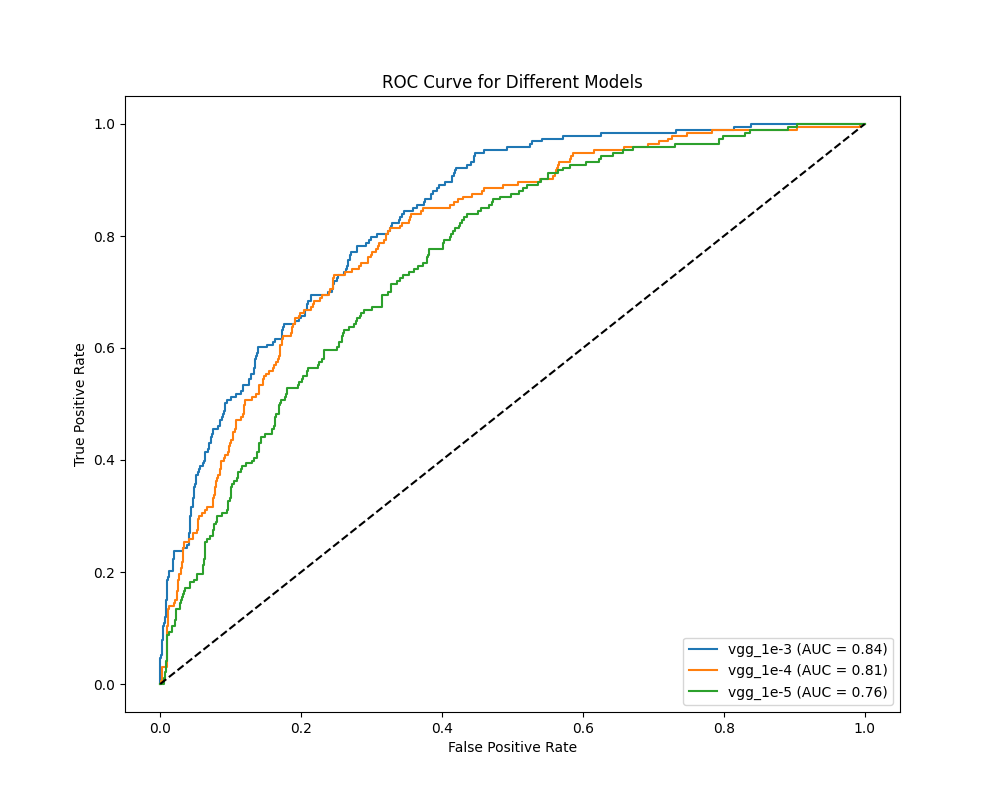 ROC Curve for Different Models
1.0
0.8
0.6
0.4
0.2
0.0
True Positive Rate
vgg_1e-3 (AUC = 0.84)
vgg_1e-4 (AUC = 0.81)
vgg_1e-5 (AUC = 0.76)
0.0 0.2 0.4 0.6 0.8 1.0
False Positive Rate